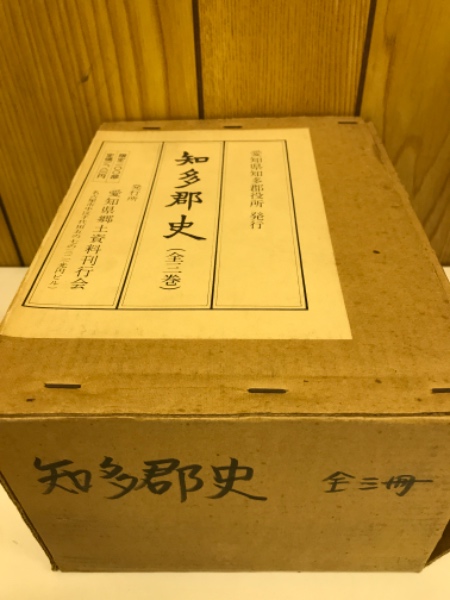 愛知県知多郡役所 発行
知多郡史(全三巻)
発行所
愛知県郷土資料刊行会
知多郡史 全三冊